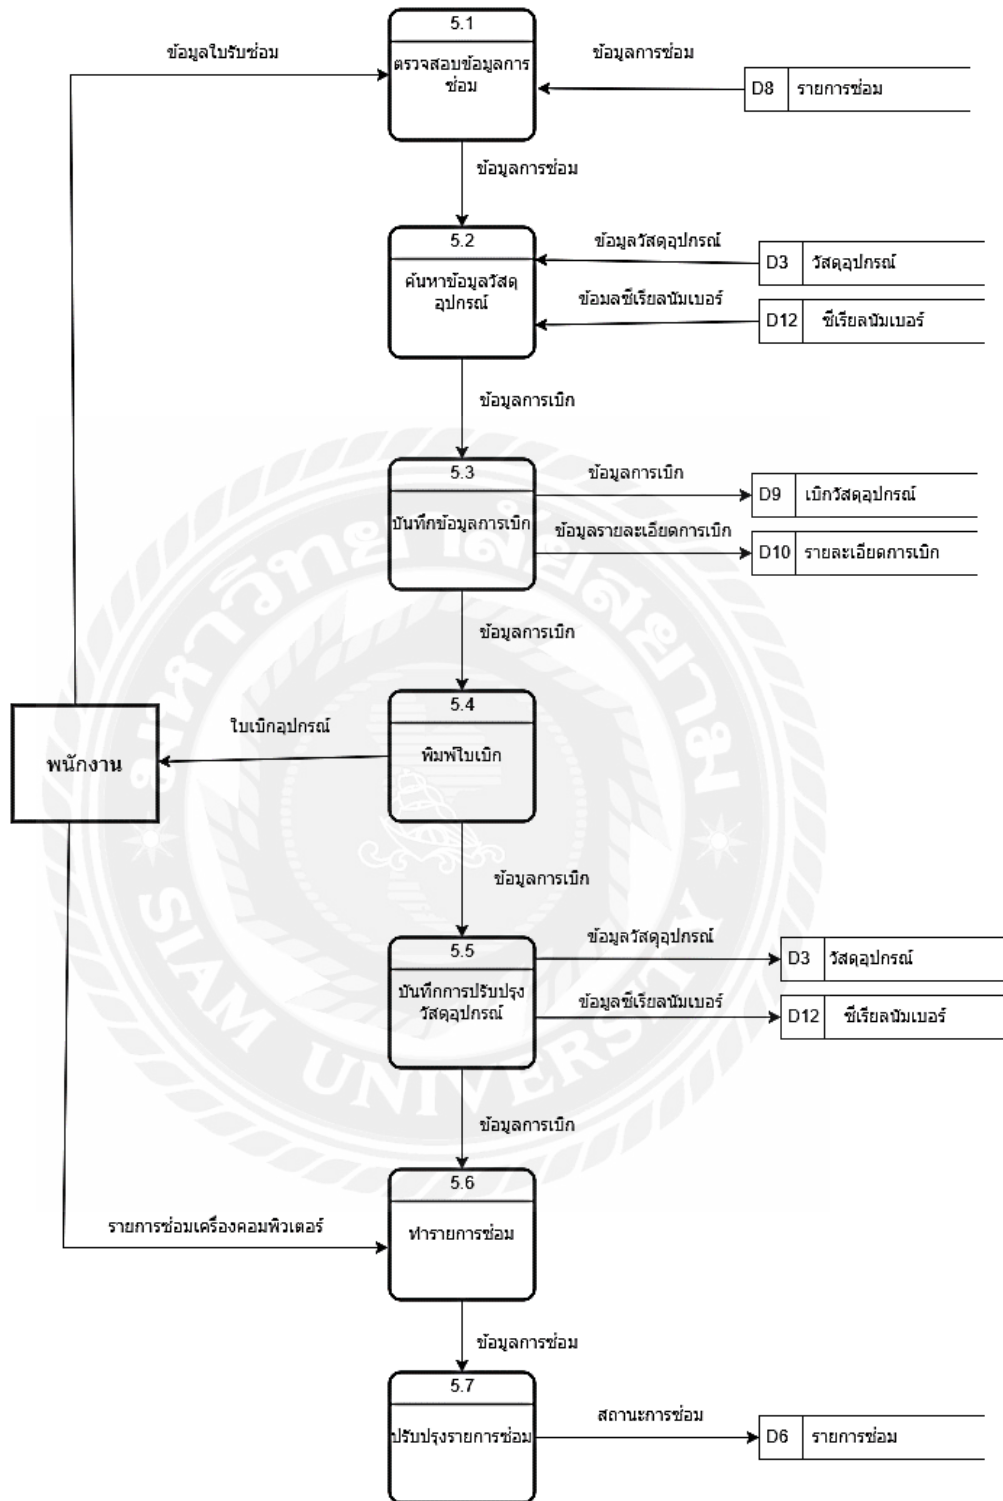 5.1
ข้อมูลใบรับซ่อม
ตรวจสอบข้อมูลการ
ซ่อม
ข้อมูลการซ่อม
D8 รายการซ่อม
ข้อมูลการซ่อม
5.2
ค้นหาข้อมูลวัสดุ
อุปกรณ์
ข้อมูลวัสดุอุปกรณ์
D3 วัสดุอุปกรณ์
ข้อมลซีเรียลนัมเบอร์
D12 ซีเรียลนัมเบอร์
ข้อมูลการเบิก
5.3
บันทึกข้อมูลการเบิก
ข้อมูลการเบิก
D9 เบิกวัสดุอุปกรณ์
ข้อมูลรายละเอียดการเบิก
D10 รายละเอียดการเบิก
ข้อมูลการเบิก
5.4
พิมพ์ใบเบิก
ใบเบิกอุปกรณ์
พนักงาน
ข้อมูลการเบิก
5.5
บันทึกการปรับปรุง
วัสดุอุปกรณ์
ข้อมูลวัสดุอุปกรณ์
D3 วัสดุอุปกรณ์
ข้อมูลซีเรียลนัมเบอร์
D12 ซีเรียลนัมเบอร์
ข้อมูลการเบิก
5.6
ทำรายการซ่อม
รายการซ่อมเครื่องคอมพิวเตอร์
ข้อมูลการซ่อม
5.7
ปรับปรุงรายการซ่อม
สถานะการซ่อม
D6 รายการซ่อม
มหาวิทยาลัยสยาม
SIAM UNIVERSITY